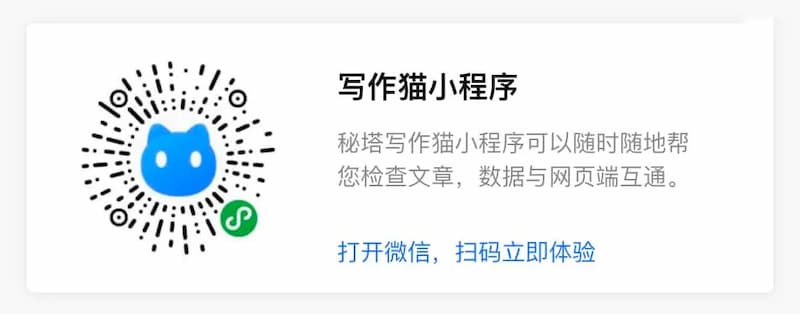 写作猫小程序
秘塔写作猫小程序可以随时随地帮
您检查文章，数据与网页端互通。
打开微信，扫码立即体验